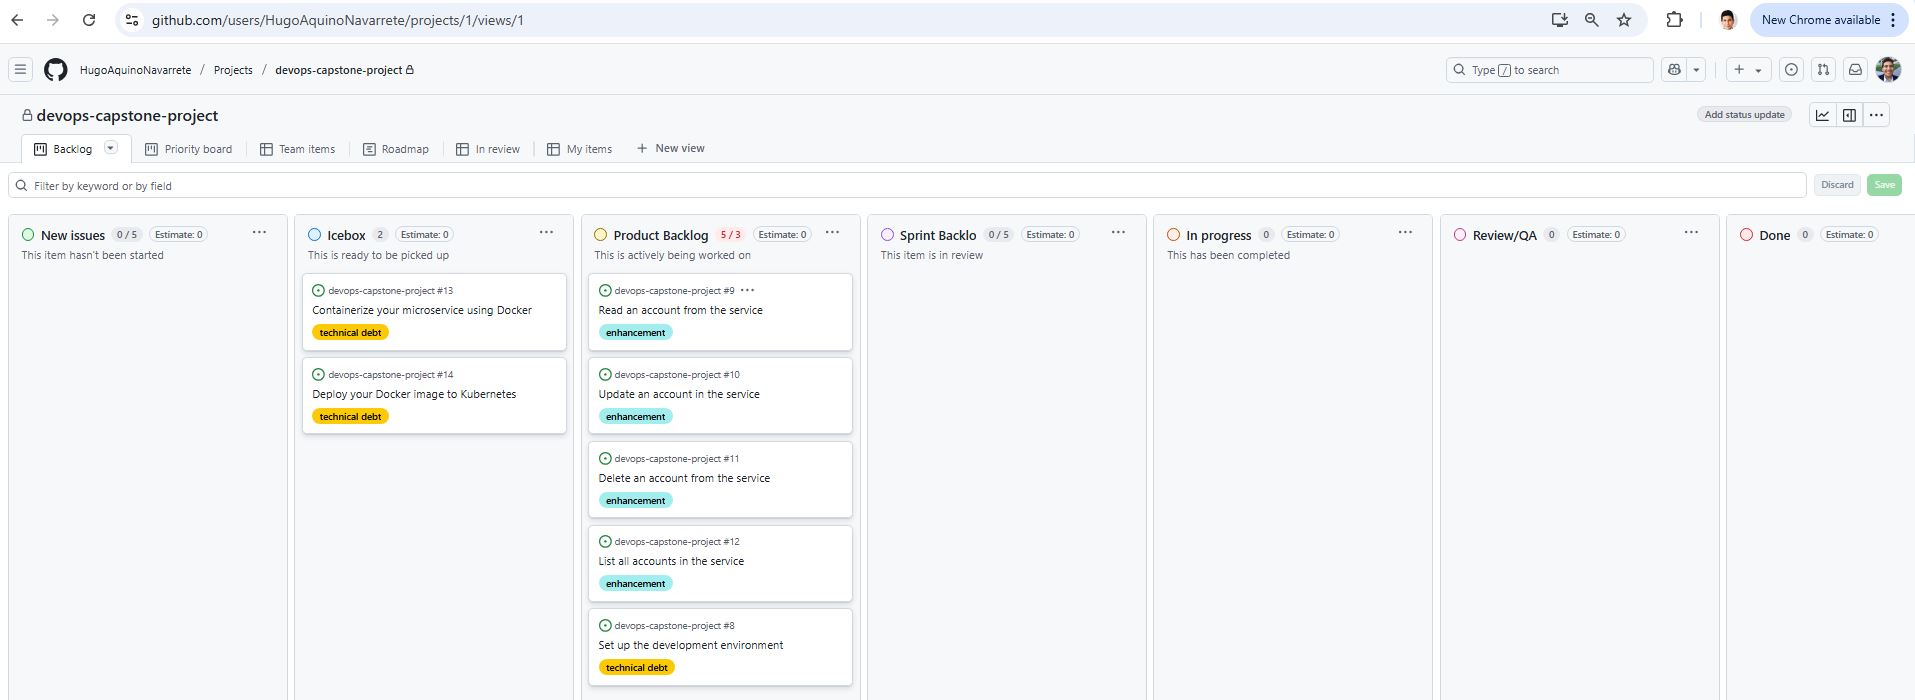 github.com/users/HugoAquinoNavarrete/projects/1/views/1
New Chrome available
HugoAquinoNavarrete / Projects / devops-capstone-project
Type / to search
devops-capstone-project
Add status update
Backlog
Priority board
Team items
Roadmap
In review
My items
+ New view
Filter by keyword or by field
Discard
Save
New issues 0 / 5 Estimate: 0
This item hasn't been started
Icebox 2 Estimate: 0
This is ready to be picked up
devops-capstone-project #13
Containerize your microservice using Docker
technical debt
devops-capstone-project #14
Deploy your Docker image to Kubernetes
technical debt
Product Backlog 5 / 3 Estimate: 0
This is actively being worked on
devops-capstone-project #9
Read an account from the service
enhancement
devops-capstone-project #10
Update an account in the service
enhancement
devops-capstone-project #11
Delete an account from the service
enhancement
devops-capstone-project #12
List all accounts in the service
enhancement
devops-capstone-project #8
Set up the development environment
technical debt
Sprint Backlo 0 / 5 Estimate: 0
This item is in review
In progress 0 Estimate: 0
This has been completed
Review/QA 0 Estimate: 0
Done 0 Estimate: 0